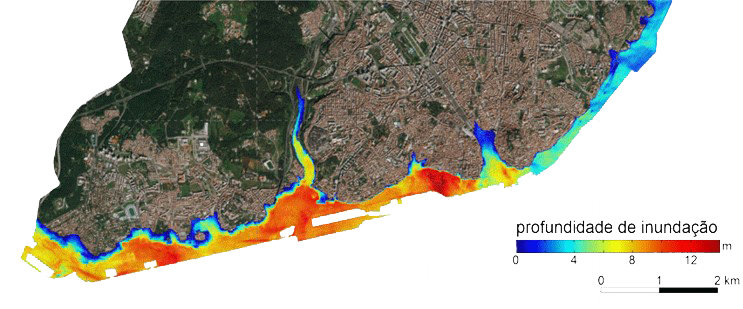 profundidade de inundação
0 4 8 12 m
0 1 2 km